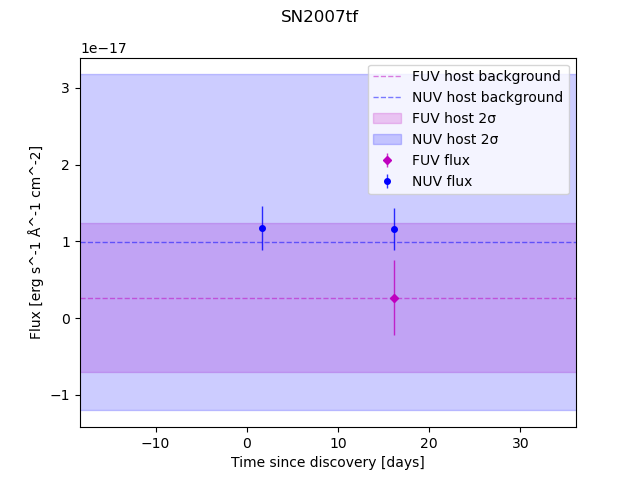 SN2007tf
1e−17
FUV host background
NUV host background
FUV host 2σ
NUV host 2σ
FUV flux
NUV flux
3
2
1
0
−1
Flux [erg s^-1 Å^-1 cm^-2]
−10
0
10
20
30
Time since discovery [days]